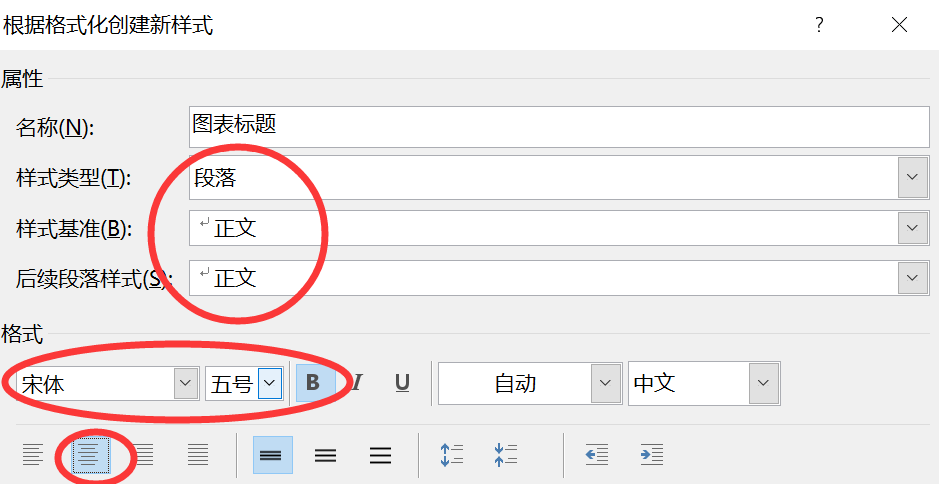 根据格式化创建新样式 ?
属性
名称(N): 图表标题
样式类型(T): 段落
样式基准(B): ↵ 正文
后续段落样式(S): ↵ 正文
格式
宋体 五号 B I U 自动 中文